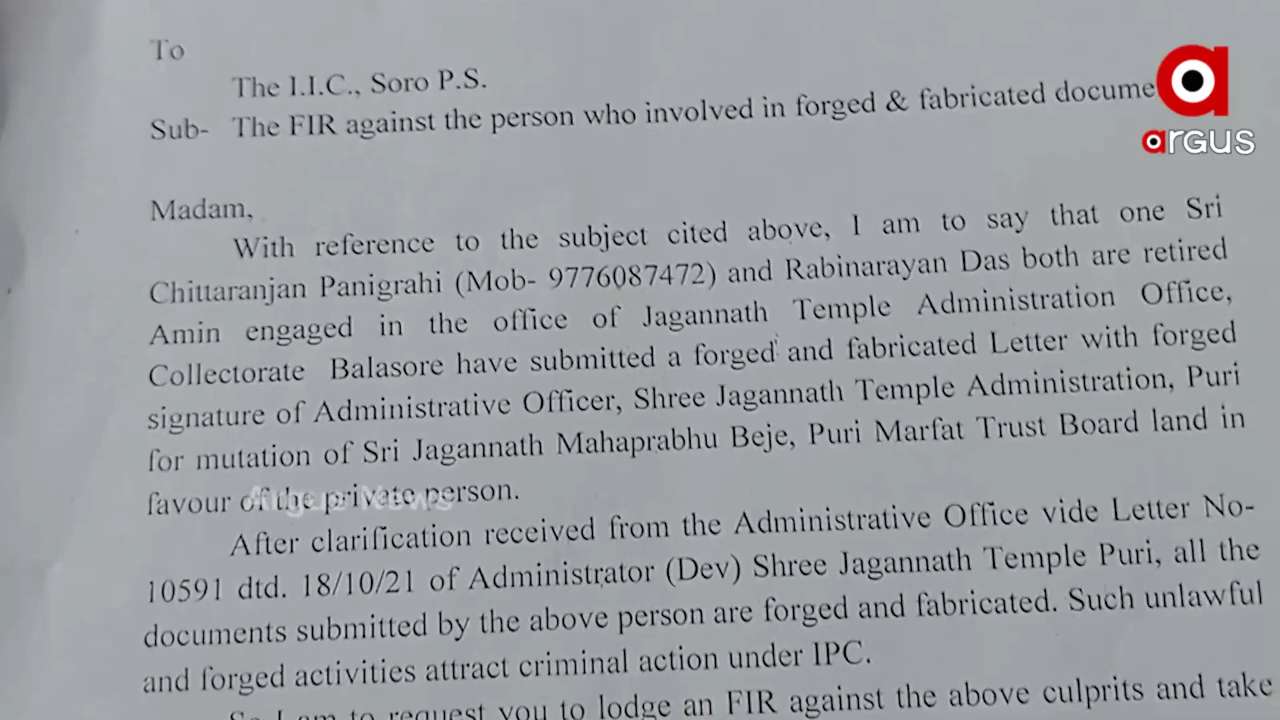 To
The I.I.C., Soro P.S.
Sub- The FIR against the person who involved in forged & fabricated docume
argus
Madam,
With reference to the subject cited above, I am to say that one Sri
Chittaranjan Panigrahi (Mob- 9776087472) and Rabinarayan Das both are retired
Amin engaged in the office of Jagannath Temple Administration Office,
Collectorate Balasore have submitted a forged and fabricated Letter with forged
signature of Administrative Officer, Shree Jagannath Temple Administration, Puri
for mutation of Sri Jagannath Mahaprabhu Beje, Puri Marfat Trust Board land in
favour of the private person.
Argus News
After clarification received from the Administrative Office vide Letter No-
10591 dtd. 18/10/21 of Administrator (Dev) Shree Jagannath Temple Puri, all the
documents submitted by the above person are forged and fabricated. Such unlawful
and forged activities attract criminal action under IPC.
So I am to request you to lodge an FIR against the above culprits and take